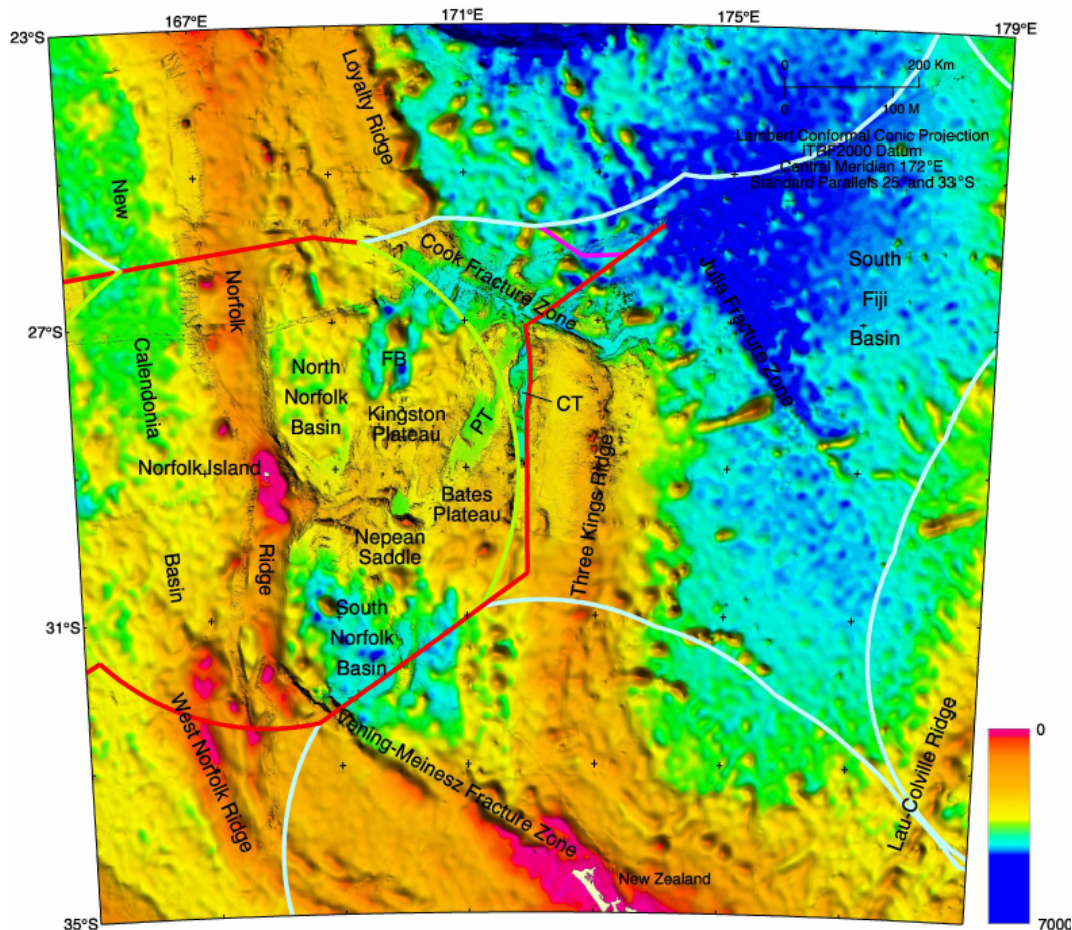 167°E
171°E
175°E
179°E
23°S
0
200 Km
0
100 M
Lambert Conformal Conic Projection
ITRF2000 Datum
Cantral Meridian 172°E
Standard Parallels 25° and 33°S
Loyalty Ridge
New
Calendonia
Basin
Norfolk
Ridge
Cook Fracture Zone
Julia Fracture Zone
South
Fiji
Basin
27°S
North
Norfolk
Basin
FB
Kingston
Plateau
PT
CT
Norfolk Island
Bates
Plateau
Nepean
Saddle
Three Kings Ridge
31°S
South
Norfolk
Basin
West Norfolk Ridge
Vening-Meinesz Fracture Zone
Lau-Colville Ridge
New Zealand
35°S
0
7000